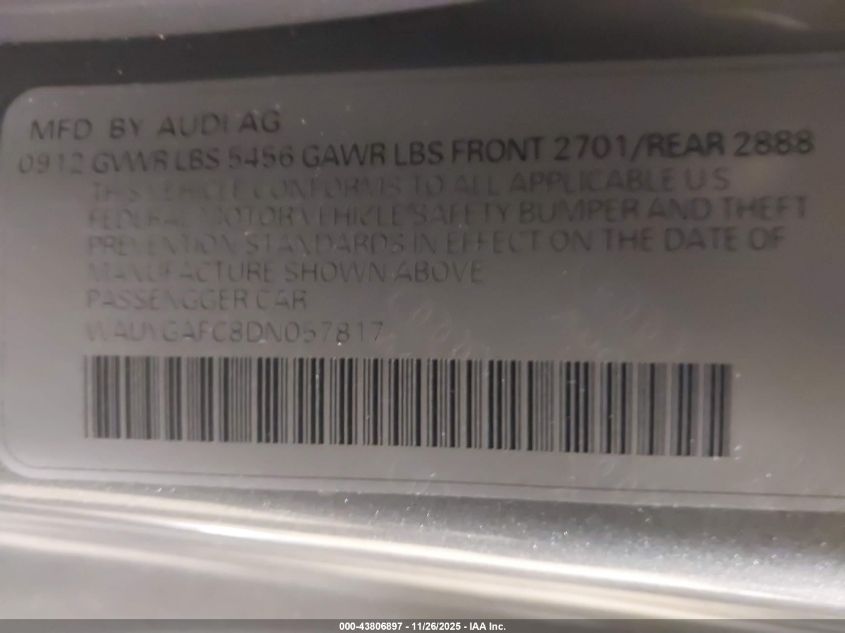 MFD BY AUDI AG
0912 GVWR LBS 5456 GAWR LBS FRONT 2701/REAR 2888
THIS VEHICLE CONFORMS TO ALL APPLICABLE U S
FEDERAL MOTOR VEHICLE SAFETY BUMPER AND THEFT
PREVENTION STANDARDS IN EFFECT ON THE DATE OF
MANUFACTURE SHOWN ABOVE
PASSENGGER CAR
WAUYGAFC8DN057817
000-43806897 - 11/26/2025 - IAA Inc.